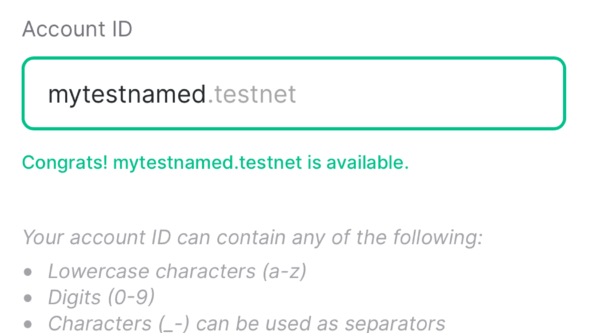 Account ID
mytestnamed.testnet
Congrats! mytestnamed.testnet is available.
Your account ID can contain any of the following:
• Lowercase characters (a-z)
• Digits (0-9)
• Characters (_-) can be used as separators